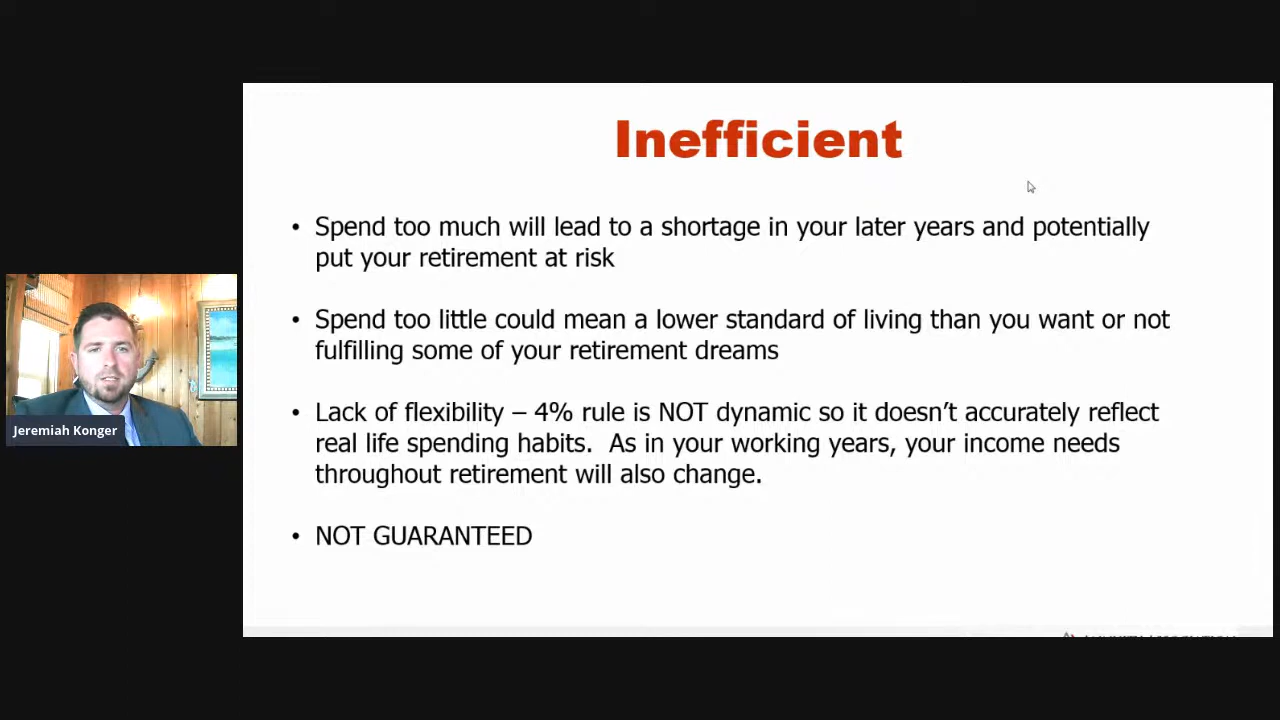 Inefficient
• Spend too much will lead to a shortage in your later years and potentially
put your retirement at risk
• Spend too little could mean a lower standard of living than you want or not
fulfilling some of your retirement dreams
• Lack of flexibility – 4% rule is NOT dynamic so it doesn’t accurately reflect
real life spending habits.  As in your working years, your income needs
throughout retirement will also change.
• NOT GUARANTEED
Jeremiah Konger